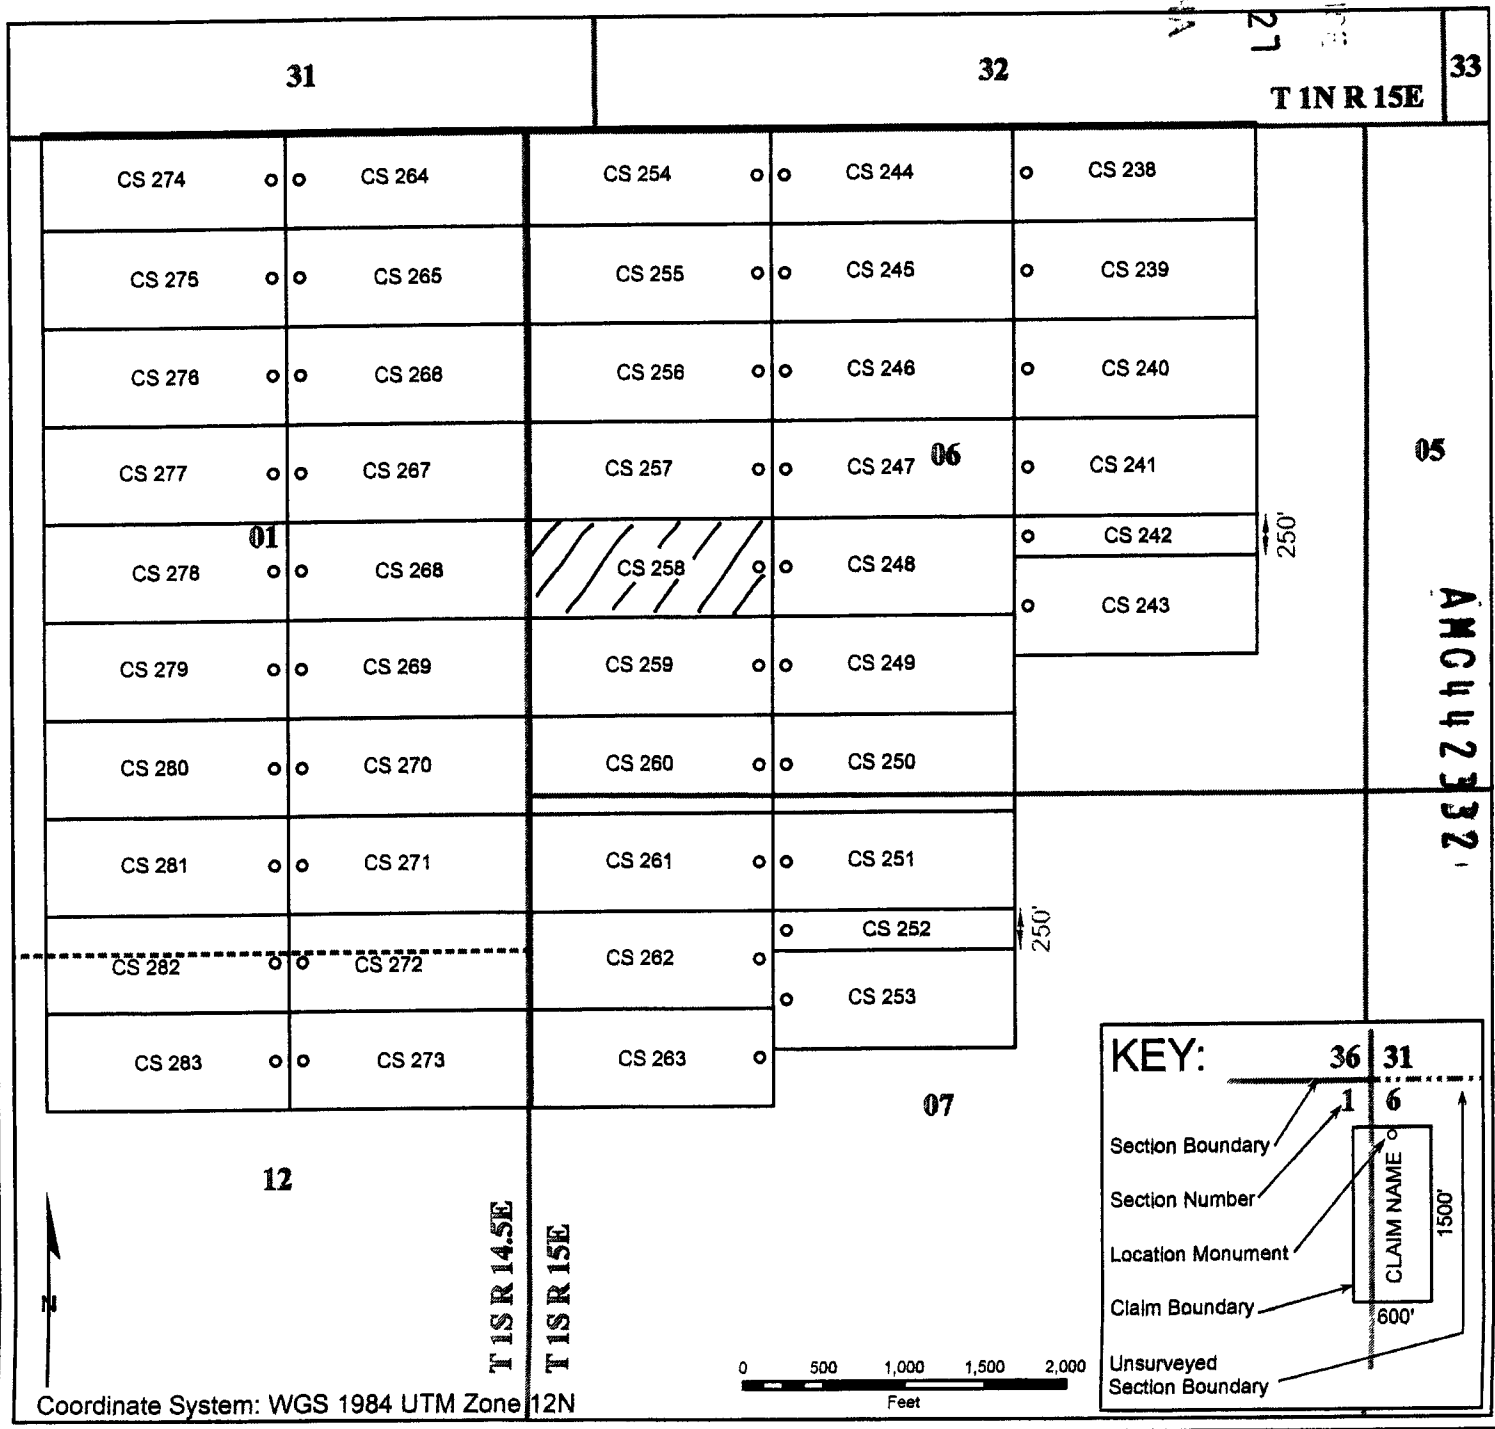 27
31
32
33
T 1N R 15E
CS 274
CS 264
CS 254
CS 244
CS 238
CS 275
CS 265
CS 255
CS 245
CS 239
CS 276
CS 266
CS 256
CS 246
CS 240
CS 277
CS 267
CS 257
CS 247
06
CS 241
05
01
CS 278
CS 268
CS 258
CS 248
CS 242
250'
CS 243
CS 279
CS 269
CS 259
CS 249
AMC442332
CS 280
CS 270
CS 260
CS 250
CS 281
CS 271
CS 261
CS 251
CS 252
250'
CS 282
CS 272
CS 262
CS 253
CS 283
CS 273
CS 263
07
12
T 1S R 14.5E
T 1S R 15E
N
KEY:
36
31
1
6
Section Boundary
Section Number
Location Monument
Claim Boundary
Unsurveyed
Section Boundary
CLAIM NAME
1500'
600'
0 500 1,000 1,500 2,000
Feet
Coordinate System: WGS 1984 UTM Zone 12N